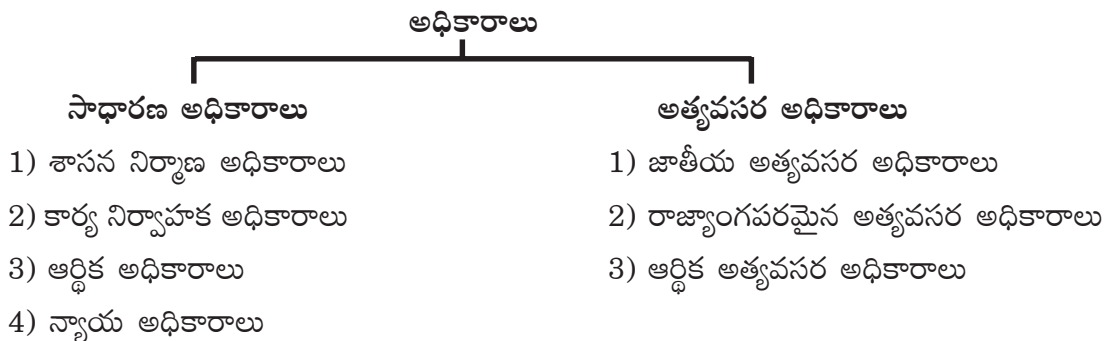 అధికారాలు
సాధారణ అధికారాలు
1) శాసన నిర్మాణ అధికారాలు
2) కార్య నిర్వాహక అధికారాలు
3) ఆర్థిక అధికారాలు
4) న్యాయ అధికారాలు
అత్యవసర అధికారాలు
1) జాతీయ అత్యవసర అధికారాలు
2) రాజ్యాంగపరమైన అత్యవసర అధికారాలు
3) ఆర్థిక అత్యవసర అధికారాలు